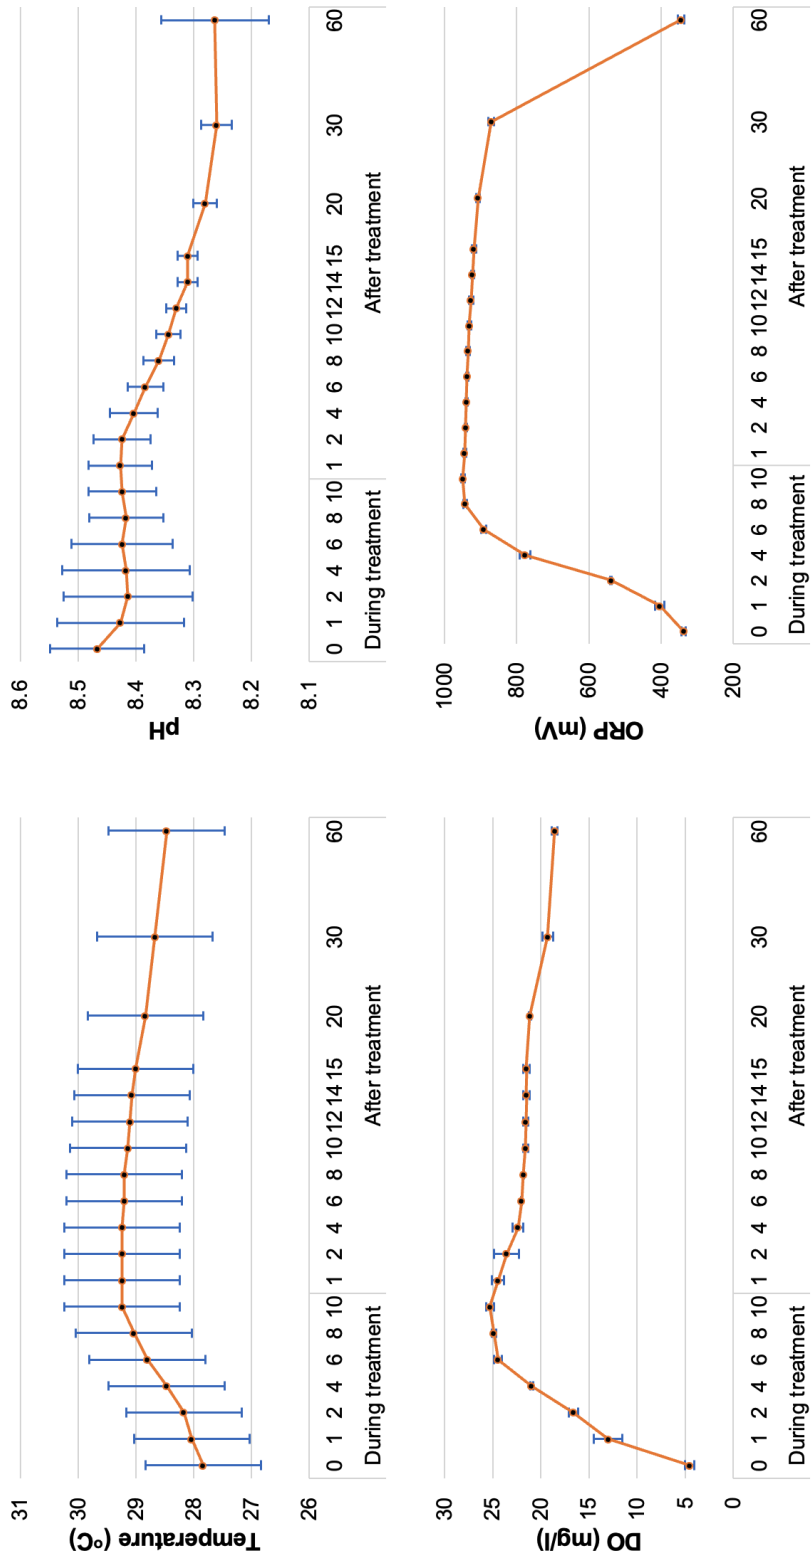 31
30
29
28
27
26
Temperature (ºC)
0 1 2 4 6 8 10 1 2 4 6 8 10 12 14 15 20 30 60
During treatment After treatment
8.6
8.5
8.4
8.3
8.2
8.1
pH
0 1 2 4 6 8 10 1 2 4 6 8 10 12 14 15 20 30 60
During treatment After treatment
30
25
20
15
10
5
0
DO (mg/l)
0 1 2 4 6 8 10 1 2 4 6 8 10 12 14 15 20 30 60
During treatment After treatment
1000
800
600
400
200
ORP (mV)
0 1 2 4 6 8 10 1 2 4 6 8 10 12 14 15 20 30 60
During treatment After treatment